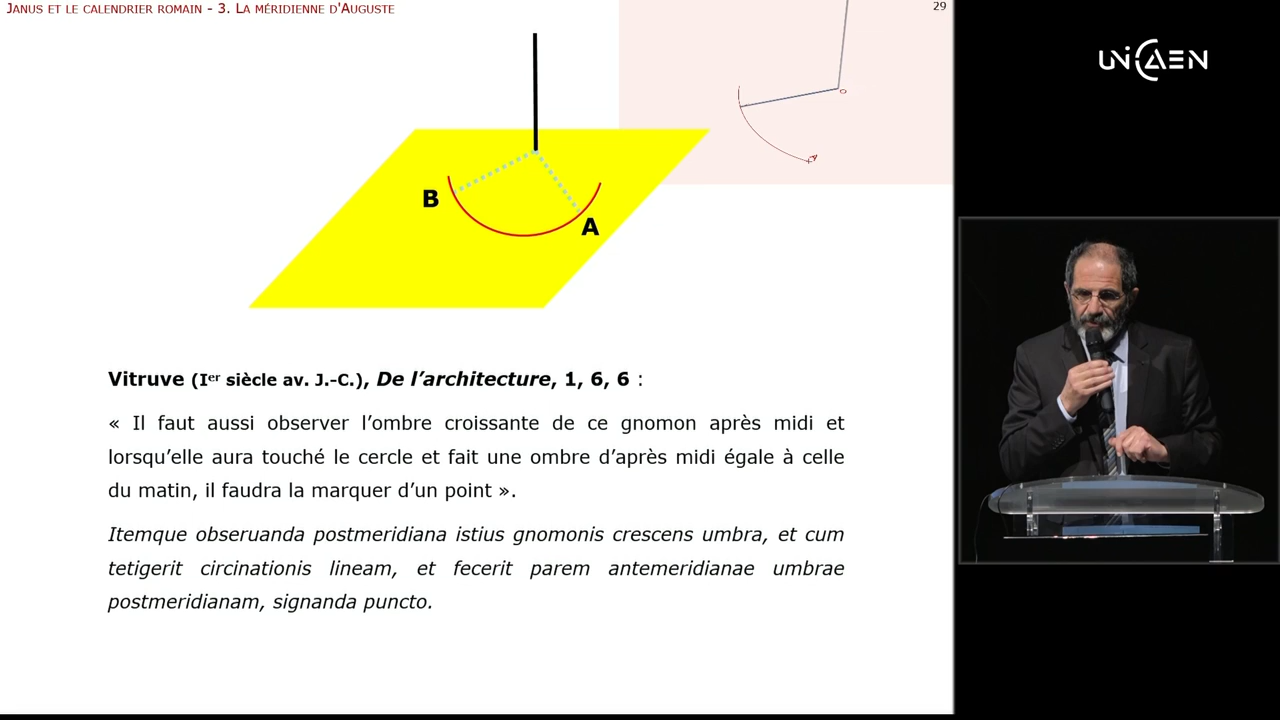 Janus et le calendrier romain - 3. La méridienne d'Auguste
29
UNICAEN
O
A
B
A
Vitruve (Ier siècle av. J.-C.), De l’architecture, 1, 6, 6 :
« Il faut aussi observer l’ombre croissante de ce gnomon après midi et
lorsqu’elle aura touché le cercle et fait une ombre d’après midi égale à celle
du matin, il faudra la marquer d’un point ».
Itemque obseruanda postmeridiana istius gnomonis crescens umbra, et cum
tetigerit circinationis lineam, et fecerit parem antemeridianae umbrae
postmeridianam, signanda puncto.